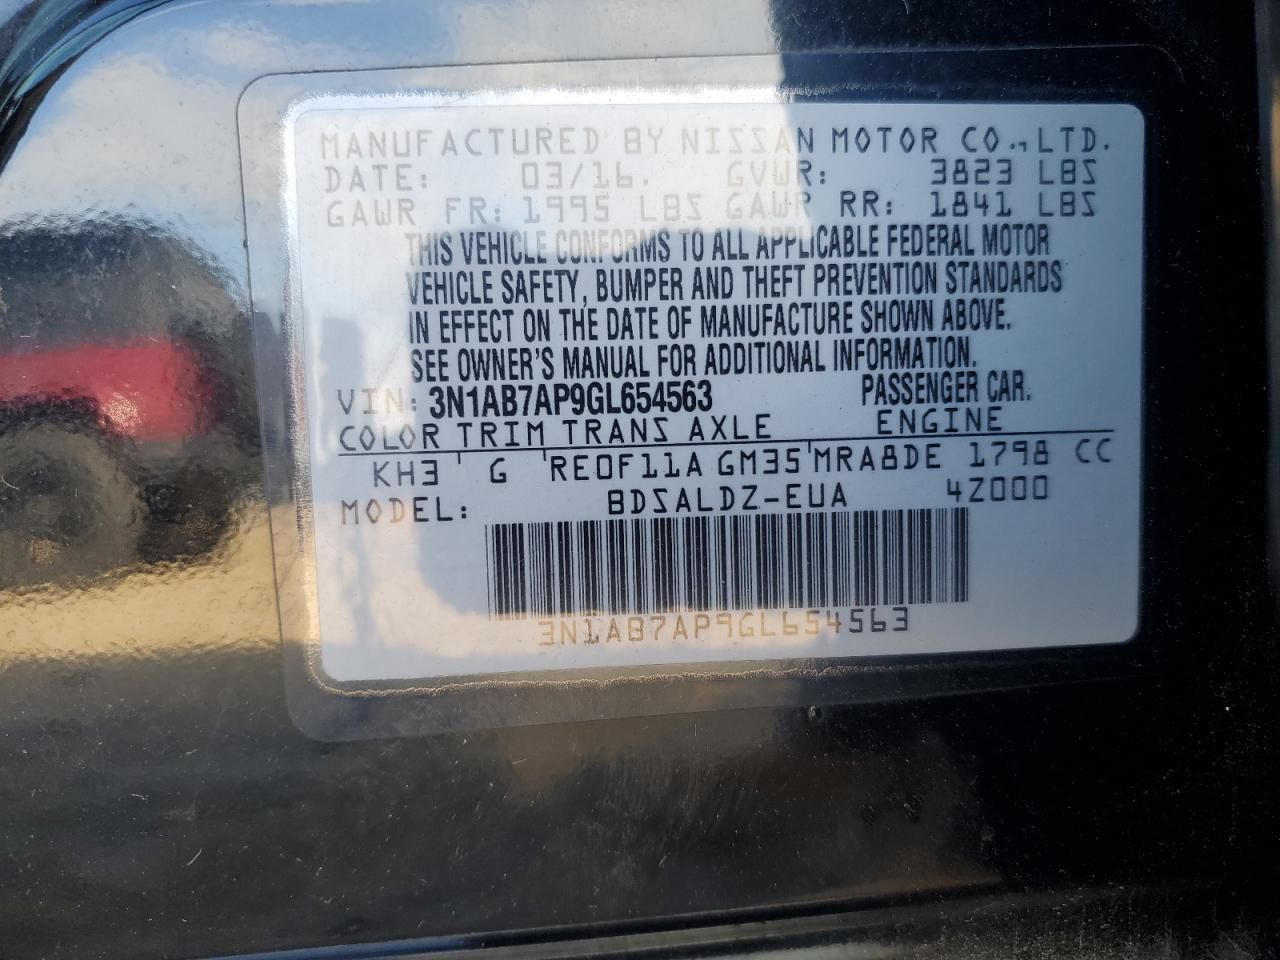 MANUFACTURED BY NISSAN MOTOR CO., LTD.
DATE: 03/16. GVWR: 3823 LBS
GAWR FR: 1995 LBS GAWR RR: 1841 LBS
THIS VEHICLE CONFORMS TO ALL APPLICABLE FEDERAL MOTOR
VEHICLE SAFETY, BUMPER AND THEFT PREVENTION STANDARDS
IN EFFECT ON THE DATE OF MANUFACTURE SHOWN ABOVE.
SEE OWNER'S MANUAL FOR ADDITIONAL INFORMATION.
VIN: 3N1AB7AP9GL654563 PASSENGER CAR.
COLOR TRIM TRANS AXLE ENGINE
KH3 ' G ' RE0F11A GM35 ' MRA8DE 1798 CC
MODEL: BDSALDZ-EUA 4Z000
3N1AB7AP9GL654563